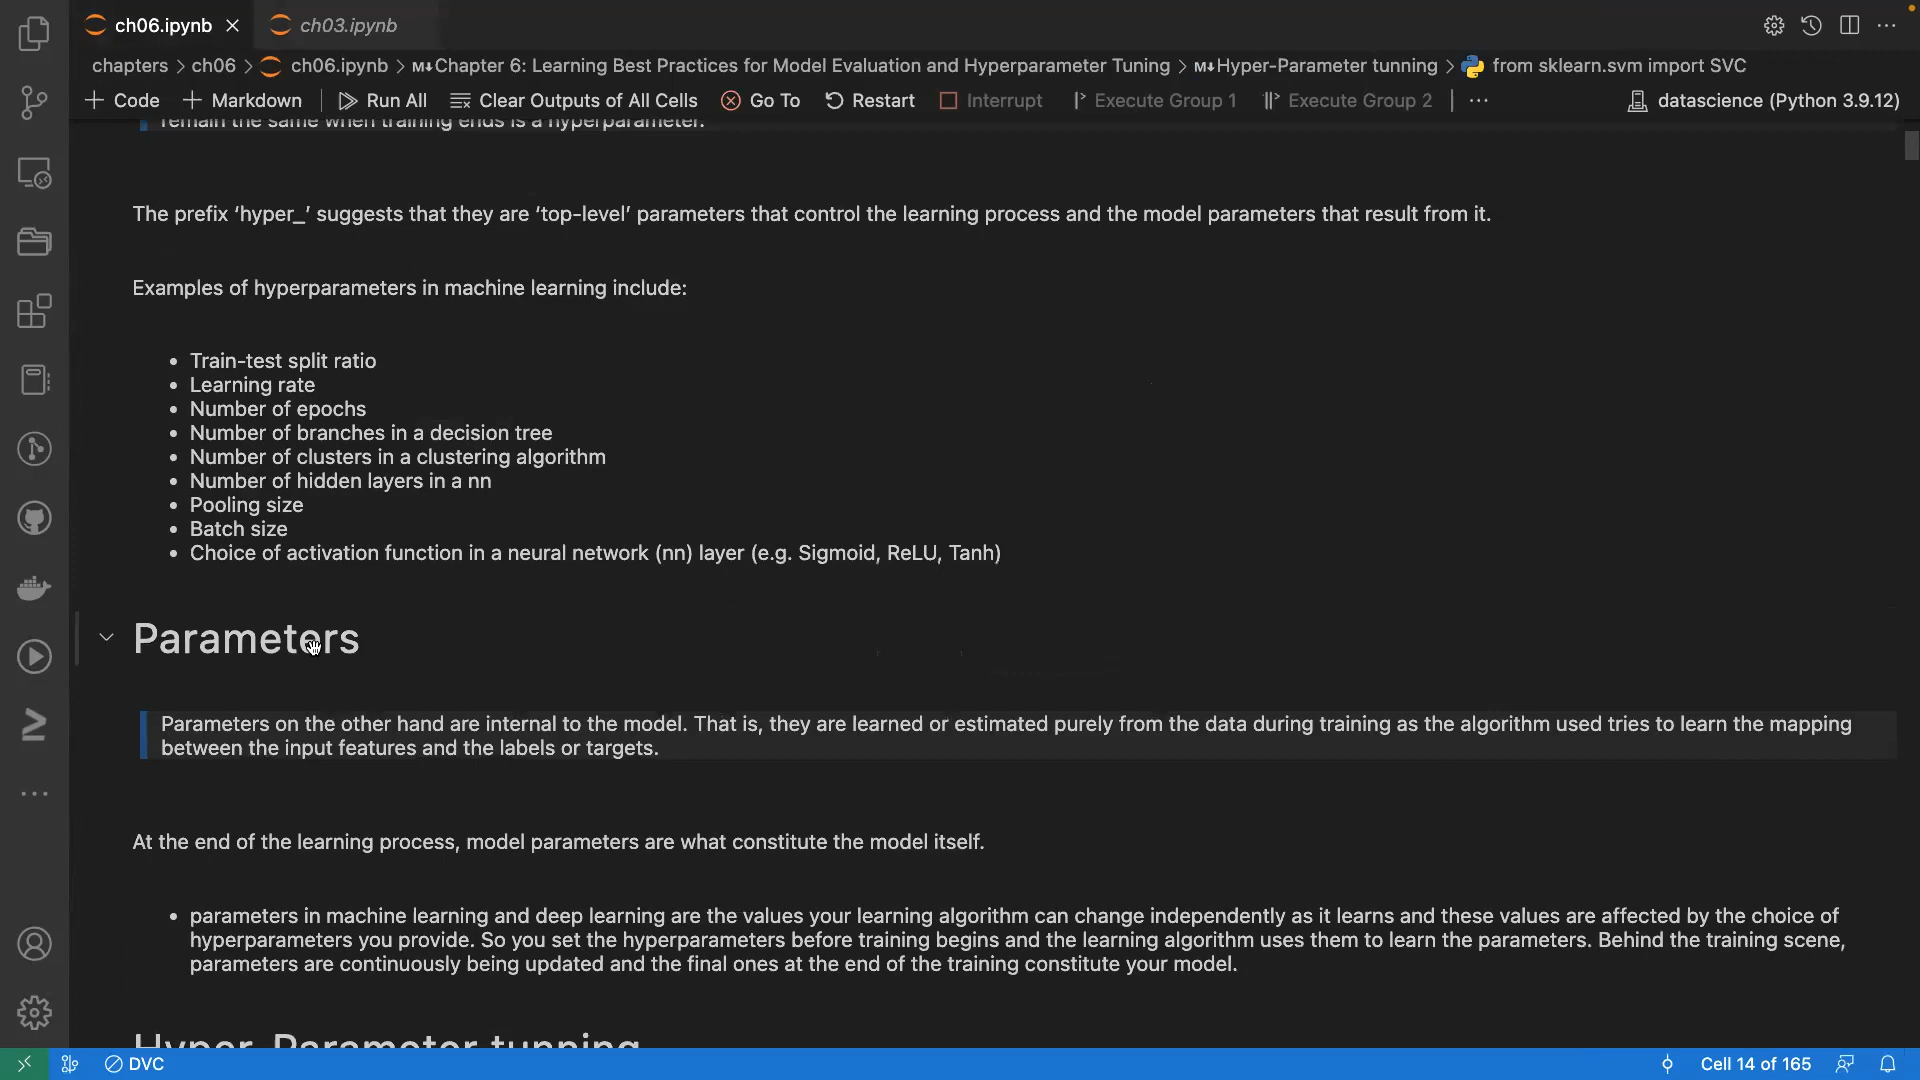 ch06.ipynb
ch03.ipynb
chapters > ch06 > ch06.ipynb > M↓Chapter 6: Learning Best Practices for Model Evaluation and Hyperparameter Tuning > M↓Hyper-Parameter tunning > from sklearn.svm import SVC
+ Code + Markdown Run All Clear Outputs of All Cells Go To Restart Interrupt Execute Group 1 Execute Group 2 ··· datascience (Python 3.9.12)
remain the same when training ends is a hyperparameter.
The prefix ‘hyper_’ suggests that they are ‘top-level’ parameters that control the learning process and the model parameters that result from it.
Examples of hyperparameters in machine learning include:
• Train-test split ratio
• Learning rate
• Number of epochs
• Number of branches in a decision tree
• Number of clusters in a clustering algorithm
• Number of hidden layers in a nn
• Pooling size
• Batch size
• Choice of activation function in a neural network (nn) layer (e.g. Sigmoid, ReLU, Tanh)
Parameters
Parameters on the other hand are internal to the model. That is, they are learned or estimated purely from the data during training as the algorithm used tries to learn the mapping
between the input features and the labels or targets.
At the end of the learning process, model parameters are what constitute the model itself.
• parameters in machine learning and deep learning are the values your learning algorithm can change independently as it learns and these values are affected by the choice of
hyperparameters you provide. So you set the hyperparameters before training begins and the learning algorithm uses them to learn the parameters. Behind the training scene,
parameters are continuously being updated and the final ones at the end of the training constitute your model.
Hyper-Parameter tunning
DVC
Cell 14 of 165